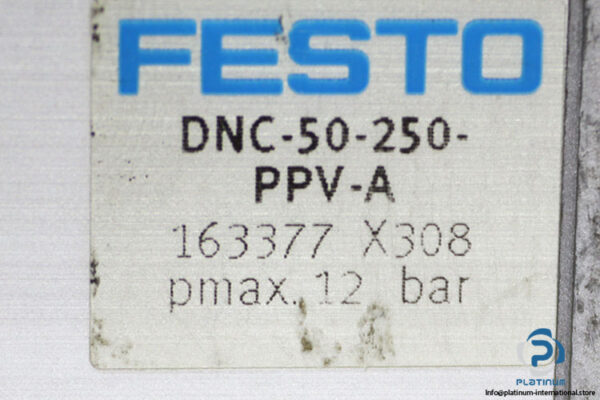 FESTO
DNC-50-250-
PPV-A
163377 X308
pmax. 12 bar
PLATINUM
Info@platinum-international.store